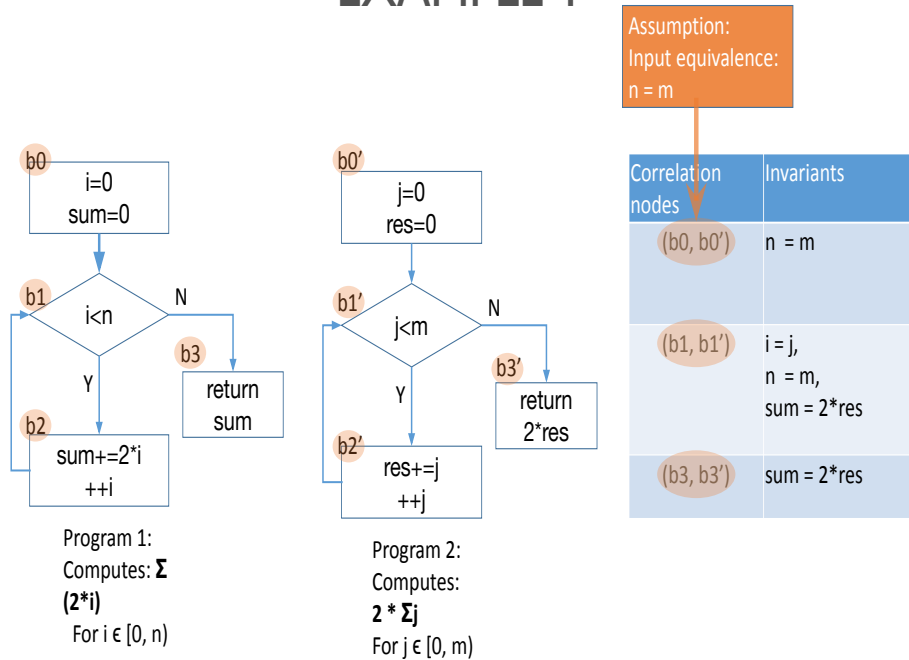 Assumption:
Input equivalence:
n = m
b0
i=0
sum=0
b1
i<n
N
Y
b3
return
sum
b2
sum+=2*i
++i
Program 1:
Computes: Σ
(2*i)
For i ϵ [0, n)
b0’
j=0
res=0
b1’
j<m
N
Y
b3’
return
2*res
b2’
res+=j
++j
Program 2:
Computes:
2 * Σj
For j ϵ [0, m)
Correlation nodes
Invariants
(b0, b0’)
n = m
(b1, b1’)
i = j,
n = m,
sum = 2*res
(b3, b3’)
sum = 2*res